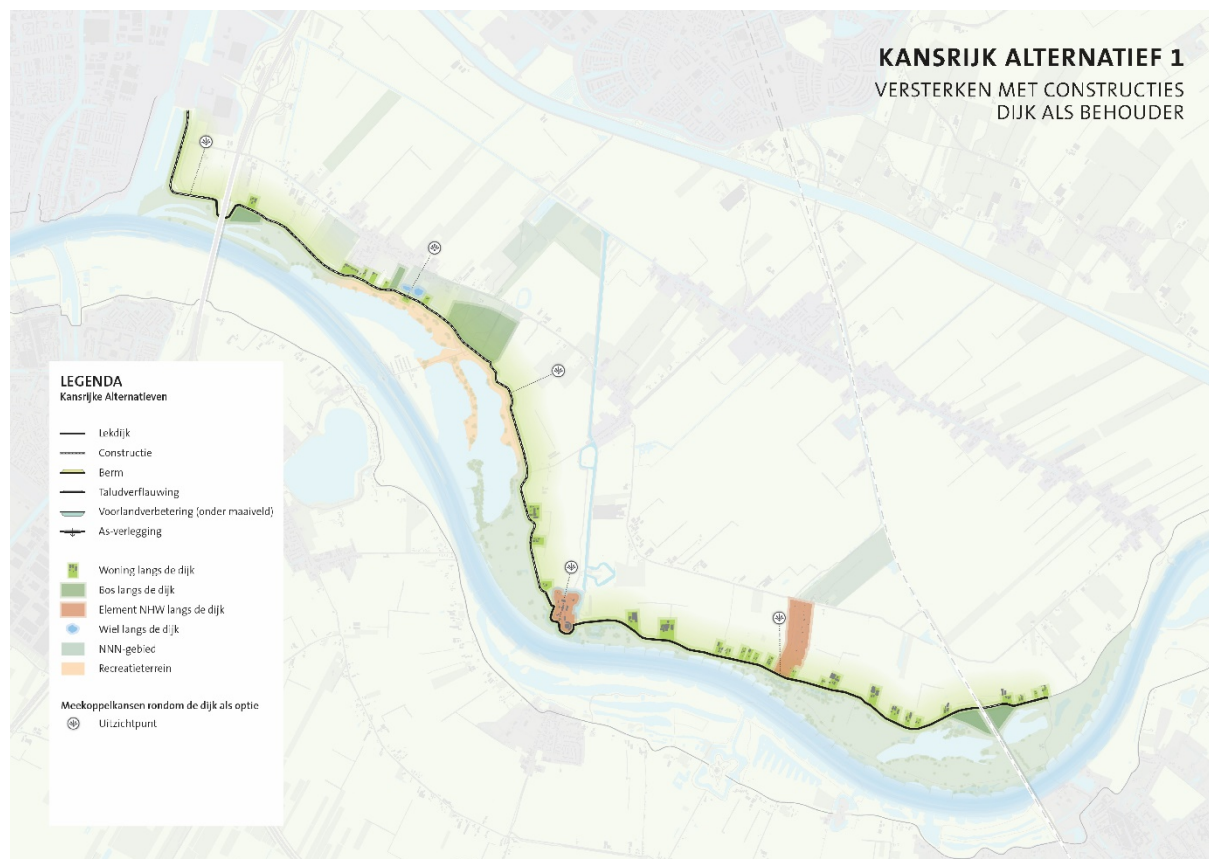 KANSRIJK ALTERNATIEF 1
VERSTERKEN MET CONSTRUCTIES
DIJK ALS BEHOUDER
LEGENDA
Kansrijke Alternatieven
Lekdijk
Constructie
Berm
Taludverflauwing
Voorlandverbetering (onder maaiveld)
As-verlegging
Woning langs de dijk
Bos langs de dijk
Element NHW langs de dijk
Wiel langs de dijk
NNN-gebied
Recreatieterrein
Meekoppelkansen rondom de dijk als optie
Uitzichtpunt